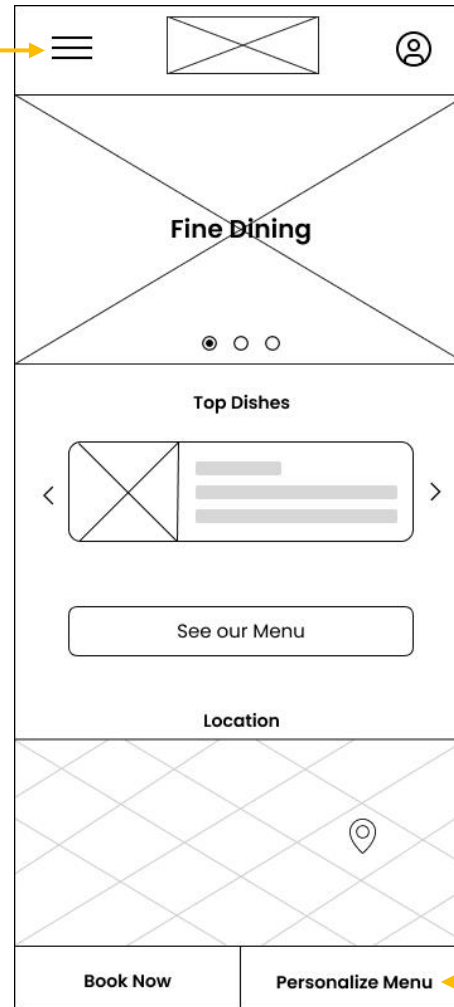 Fine Dining
Top Dishes
See our Menu
Location
Book Now
Personalize Menu